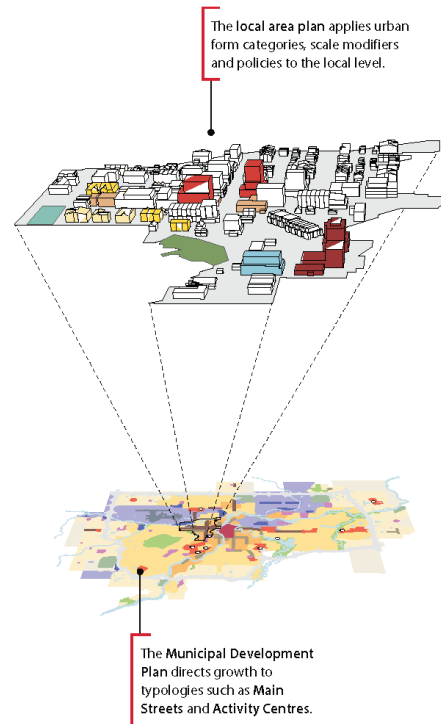 The local area plan applies urban
form categories, scale modifiers
and policies to the local level.
The Municipal Development
Plan directs growth to
typologies such as Main
Streets and Activity Centres.